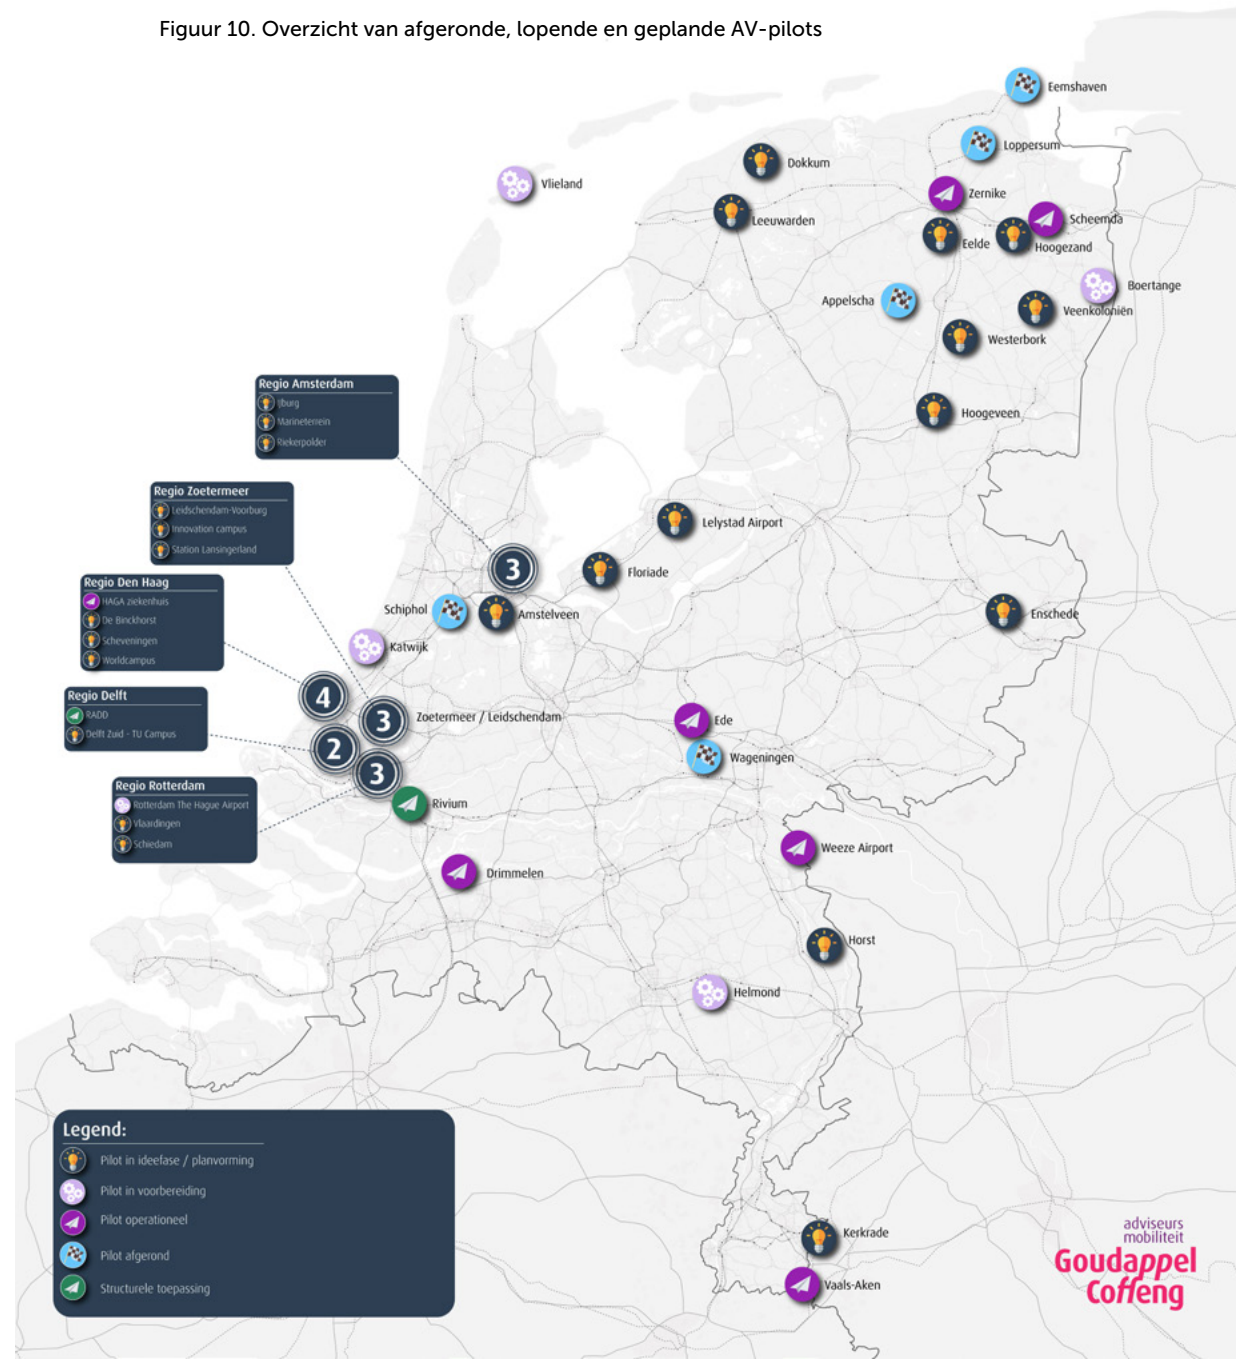 Figuur 10. Overzicht van afgeronde, lopende en geplande AV-pilots
Eemshaven
Loppersum
Dokkum
Vlieland
Zernike
Leeuwarden
Scheemda
Eelde
Hoogezand
Boertange
Appelscha
Veenkoloniën
Westerbork
Hoogeveen
Regio Amsterdam
IJburg
Marineterrein
Riekerpolder
Regio Zoetermeer
Leidschendam-Voorburg
Innovation campus
Station Lansingerland
Lelystad Airport
3
Floriade
Regio Den Haag
HAGA ziekenhuis
De Binckhorst
Scheveningen
Worldcampus
Schiphol
Amstelveen
Enschede
Katwijk
Regio Delft
RADD
Delft Zuid - TU Campus
4
3
Zoetermeer / Leidschendam
2
Ede
Wageningen
3
Regio Rotterdam
Rotterdam The Hague Airport
Vlaardingen
Schiedam
Rivium
Weeze Airport
Drimmelen
Horst
Helmond
Legend:
Pilot in ideefase / planvorming
Pilot in voorbereiding
Pilot operationeel
Pilot afgerond
Structurele toepassing
Kerkrade
Vaals-Aken
adviseurs
mobiliteit
Goudappel
Coffeng